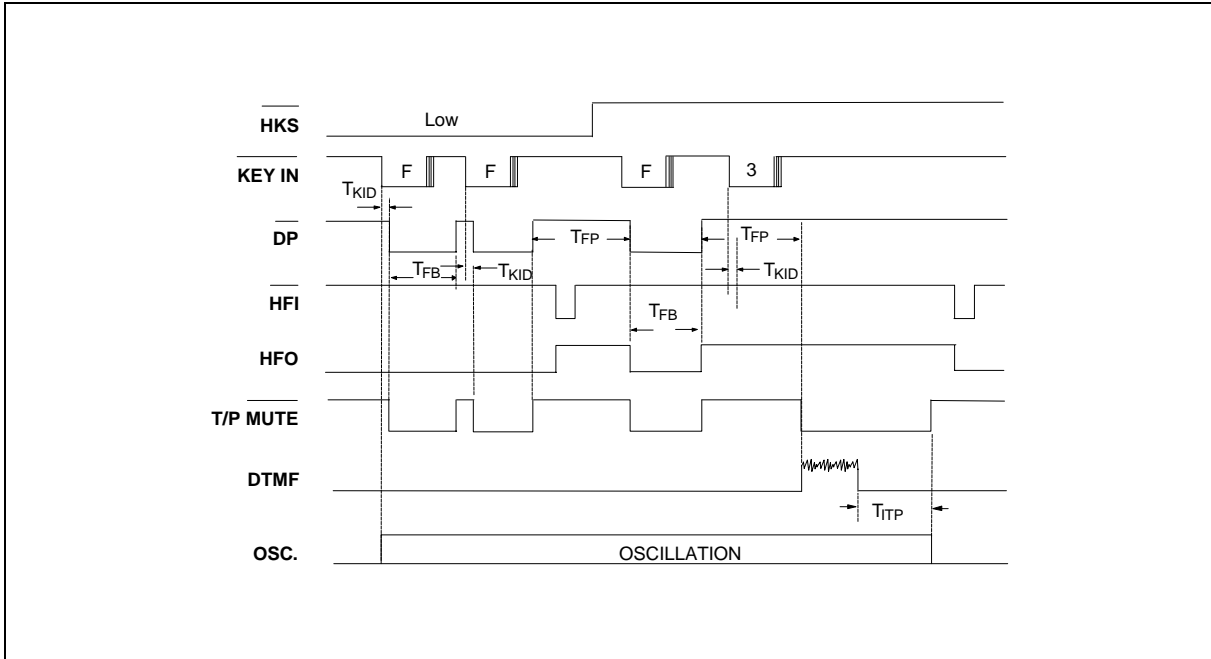 HKS Low
KEY IN F F F 3
TKID
DP TFP TFP
TFB TKID TKID
HFI
TFB
HFO
T/P MUTE
DTMF
TITP
OSC. OSCILLATION